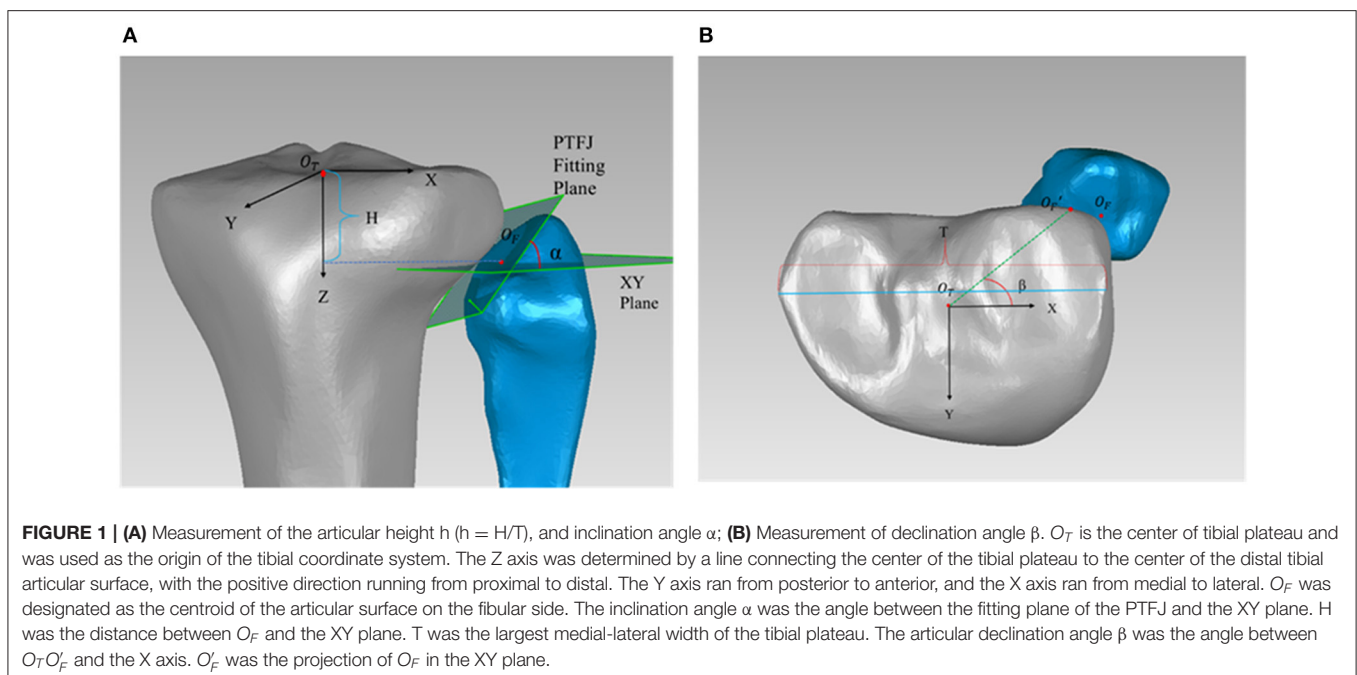 A
B
PTFJ
Fitting
Plane
O_T
X
Y
H
O_F
α
Z
XY
Plane
O_F'
O_F
T
O_T
β
X
Y
FIGURE 1 | (A) Measurement of the articular height h (h = H/T), and inclination angle α; (B) Measurement of declination angle β. O_T is the center of tibial plateau and
was used as the origin of the tibial coordinate system. The Z axis was determined by a line connecting the center of the tibial plateau to the center of the distal tibial
articular surface, with the positive direction running from proximal to distal. The Y axis ran from posterior to anterior, and the X axis ran from medial to lateral. O_F was
designated as the centroid of the articular surface on the fibular side. The inclination angle α was the angle between the fitting plane of the PTFJ and the XY plane. H
was the distance between O_F and the XY plane. T was the largest medial-lateral width of the tibial plateau. The articular declination angle β was the angle between
O_TO′_F and the X axis. O′_F was the projection of O_F in the XY plane.